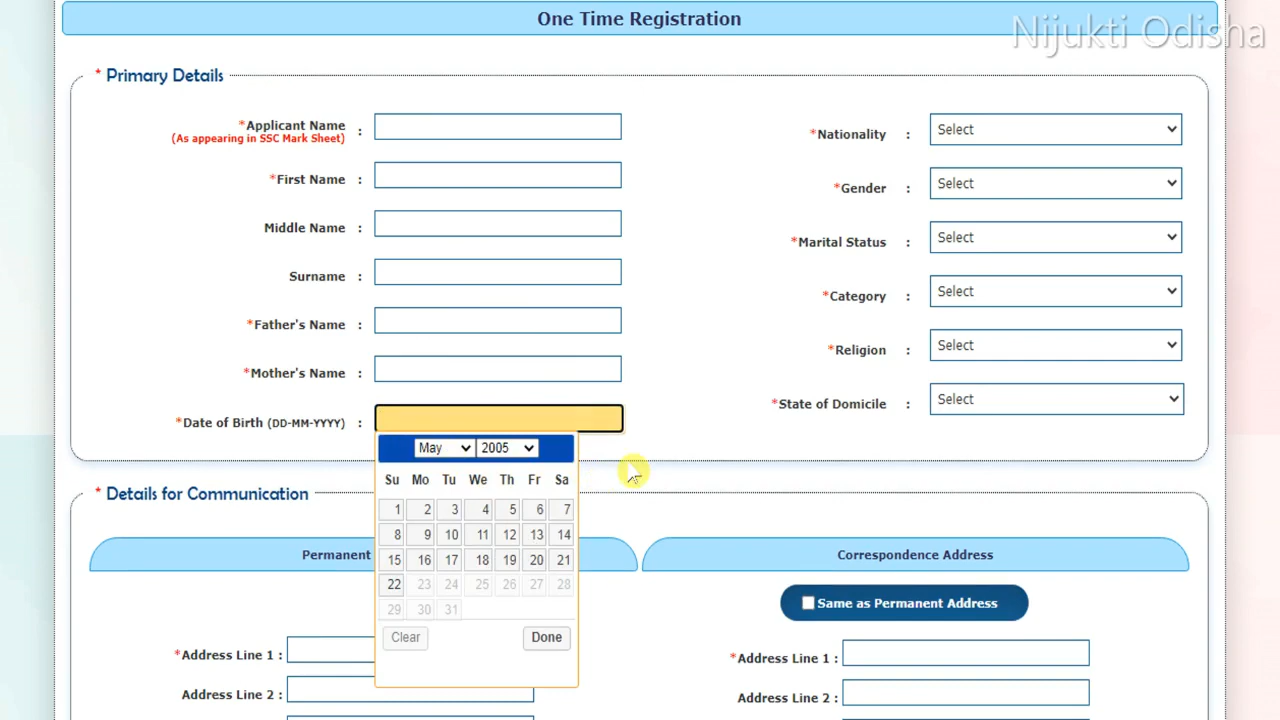 One Time Registration
Nijukti Odisha
* Primary Details
*Applicant Name :
(As appearing in SSC Mark Sheet)
*First Name :
Middle Name :
Surname :
*Father's Name :
*Mother's Name :
*Date of Birth (DD-MM-YYYY) :
*Nationality : Select
*Gender : Select
*Marital Status : Select
*Category : Select
*Religion : Select
*State of Domicile : Select
May 2005
Su Mo Tu We Th Fr Sa
1 2 3 4 5 6 7
8 9 10 11 12 13 14
15 16 17 18 19 20 21
22 23 24 25 26 27 28
29 30 31
Clear Done
* Details for Communication
Permanent
*Address Line 1 :
Address Line 2 :
Correspondence Address
Same as Permanent Address
*Address Line 1 :
Address Line 2 :